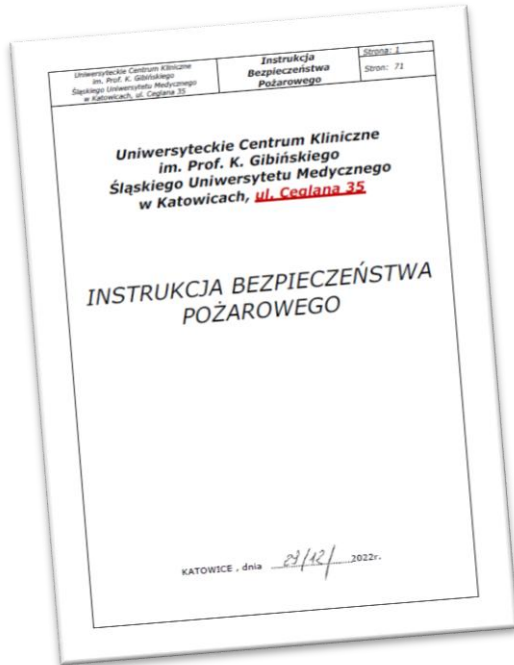 Uniwersyteckie Centrum Kliniczne
im. Prof. K. Gibińskiego
Śląskiego Uniwersytetu Medycznego
w Katowicach, ul. Ceglana 35
Instrukcja
Bezpieczeństwa
Pożarowego
Strona: 1
Stron: 71
Uniwersyteckie Centrum Kliniczne
im. Prof. K. Gibińskiego
Śląskiego Uniwersytetu Medycznego
w Katowicach, ul. Ceglana 35
INSTRUKCJA BEZPIECZEŃSTWA
POŻAROWEGO
KATOWICE , dnia 29/12/ 2022r.